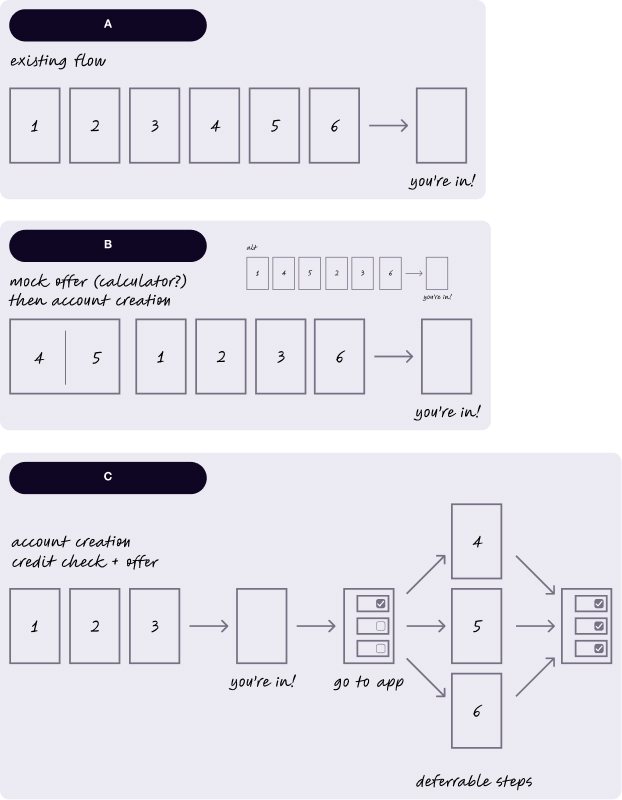 A
existing flow
1 2 3 4 5 6
you're in!
B
alt
1 4 5 2 3 6
you're in!
mock offer (calculator?)
then account creation
4 5 1 2 3 6
you're in!
C
account creation
credit check + offer
4
1 2 3 5
you're in! go to app
6
deferrable steps